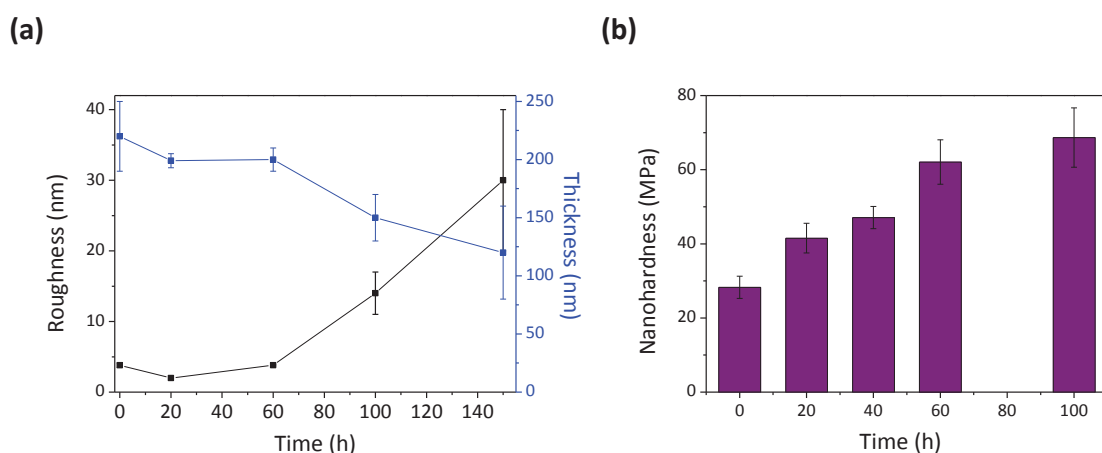 (a)
(b)
Roughness (nm)
40
30
20
10
0
0 20 40 60 80 100 120 140
Time (h)
250
200
150
100
50
0
Thickness (nm)
Nanohardness (MPa)
80
60
40
20
0
0 20 40 60 80 100
Time (h)